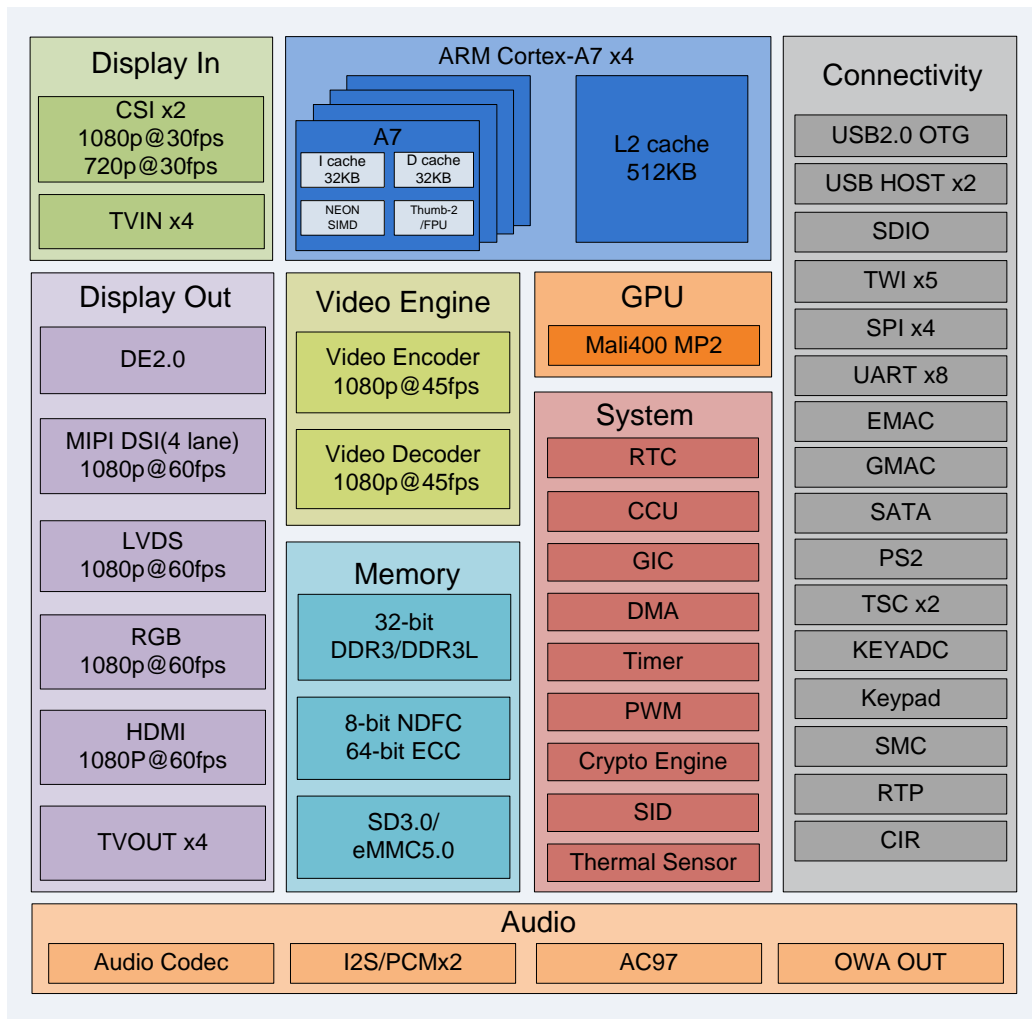 Display In
CSI x2
1080p@30fps
720p@30fps
TVIN x4
ARM Cortex-A7 x4
A7
I cache
32KB
D cache
32KB
NEON
SIMD
Thumb-2
/FPU
L2 cache
512KB
Connectivity
USB2.0 OTG
USB HOST x2
SDIO
TWI x5
SPI x4
UART x8
EMAC
GMAC
SATA
PS2
TSC x2
KEYADC
Keypad
SMC
RTP
CIR
Display Out
DE2.0
MIPI DSI(4 lane)
1080p@60fps
LVDS
1080p@60fps
RGB
1080p@60fps
HDMI
1080P@60fps
TVOUT x4
Video Engine
Video Encoder
1080p@45fps
Video Decoder
1080p@45fps
GPU
Mali400 MP2
System
RTC
CCU
GIC
DMA
Timer
PWM
Crypto Engine
SID
Thermal Sensor
Memory
32-bit
DDR3/DDR3L
8-bit NDFC
64-bit ECC
SD3.0/
eMMC5.0
Audio
Audio Codec
I2S/PCMx2
AC97
OWA OUT